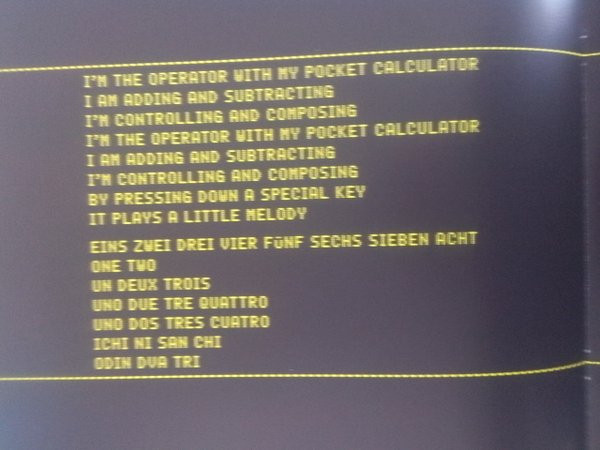 I'M THE OPERATOR WITH MY POCKET CALCULATOR
I AM ADDING AND SUBTRACTING
I'M CONTROLLING AND COMPOSING
I'M THE OPERATOR WITH MY POCKET CALCULATOR
I AM ADDING AND SUBTRACTING
I'M CONTROLLING AND COMPOSING
BY PRESSING DOWN A SPECIAL KEY
IT PLAYS A LITTLE MELODY
EINS ZWEI DREI VIER FüNF SECHS SIEBEN ACHT
ONE TWO
UN DEUX TROIS
UNO DUE TRE QUATTRO
UNO DOS TRES CUATRO
ICHI NI SAN CHI
ODIN DVA TRI